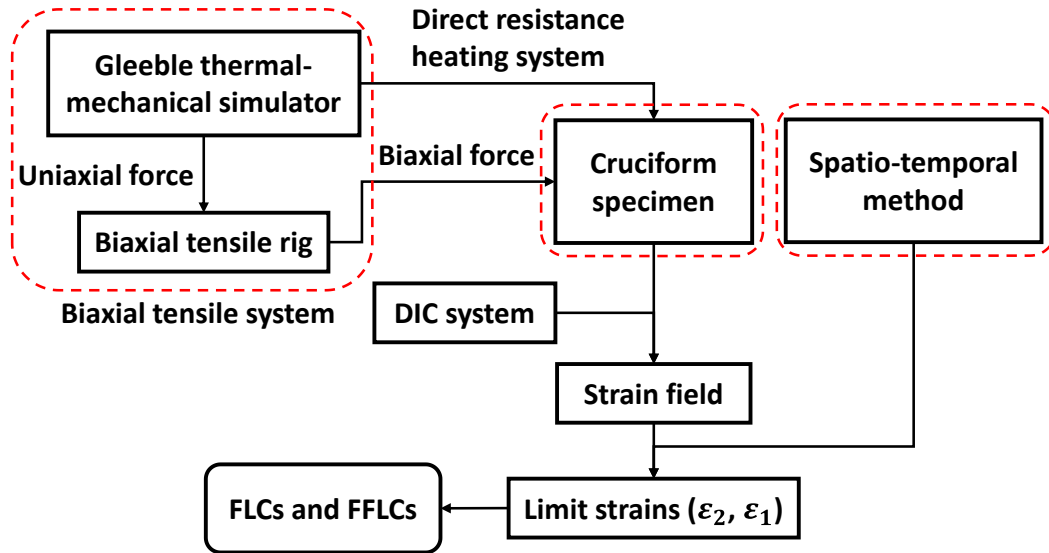 Direct resistance
heating system
Gleeble thermal-
mechanical simulator
Uniaxial force
Biaxial force
Cruciform
specimen
Spatio-temporal
method
Biaxial tensile rig
Biaxial tensile system
DIC system
Strain field
FLCs and FFLCs
Limit strains (ε₂, ε₁)